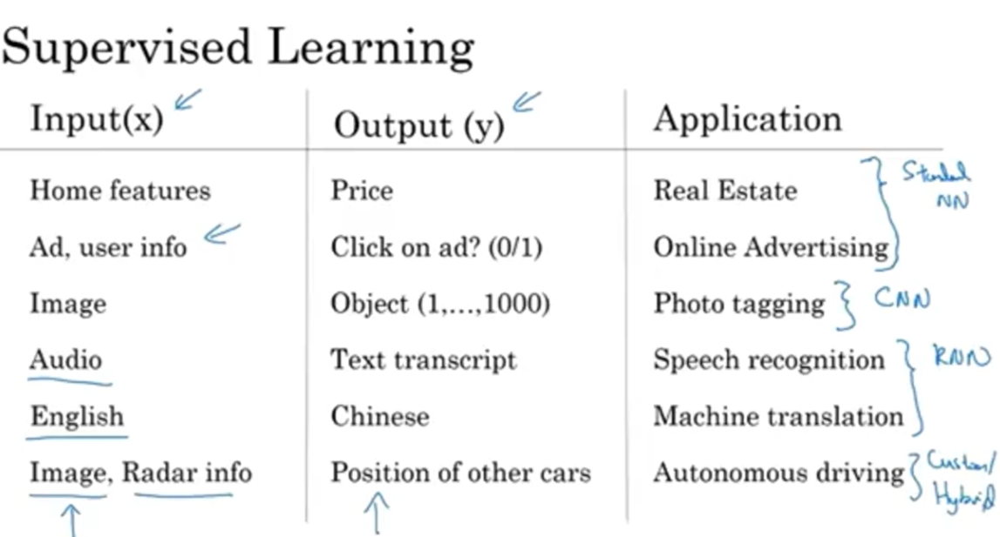 Supervised Learning
Input(x) Output (y) Application
Home features Price Real Estate
Standard
NN
Ad, user info Click on ad? (0/1) Online Advertising
Image Object (1,...,1000) Photo tagging CNN
Audio Text transcript Speech recognition RNN
English Chinese Machine translation
Image, Radar info Position of other cars Autonomous driving Custom/
Hybrid